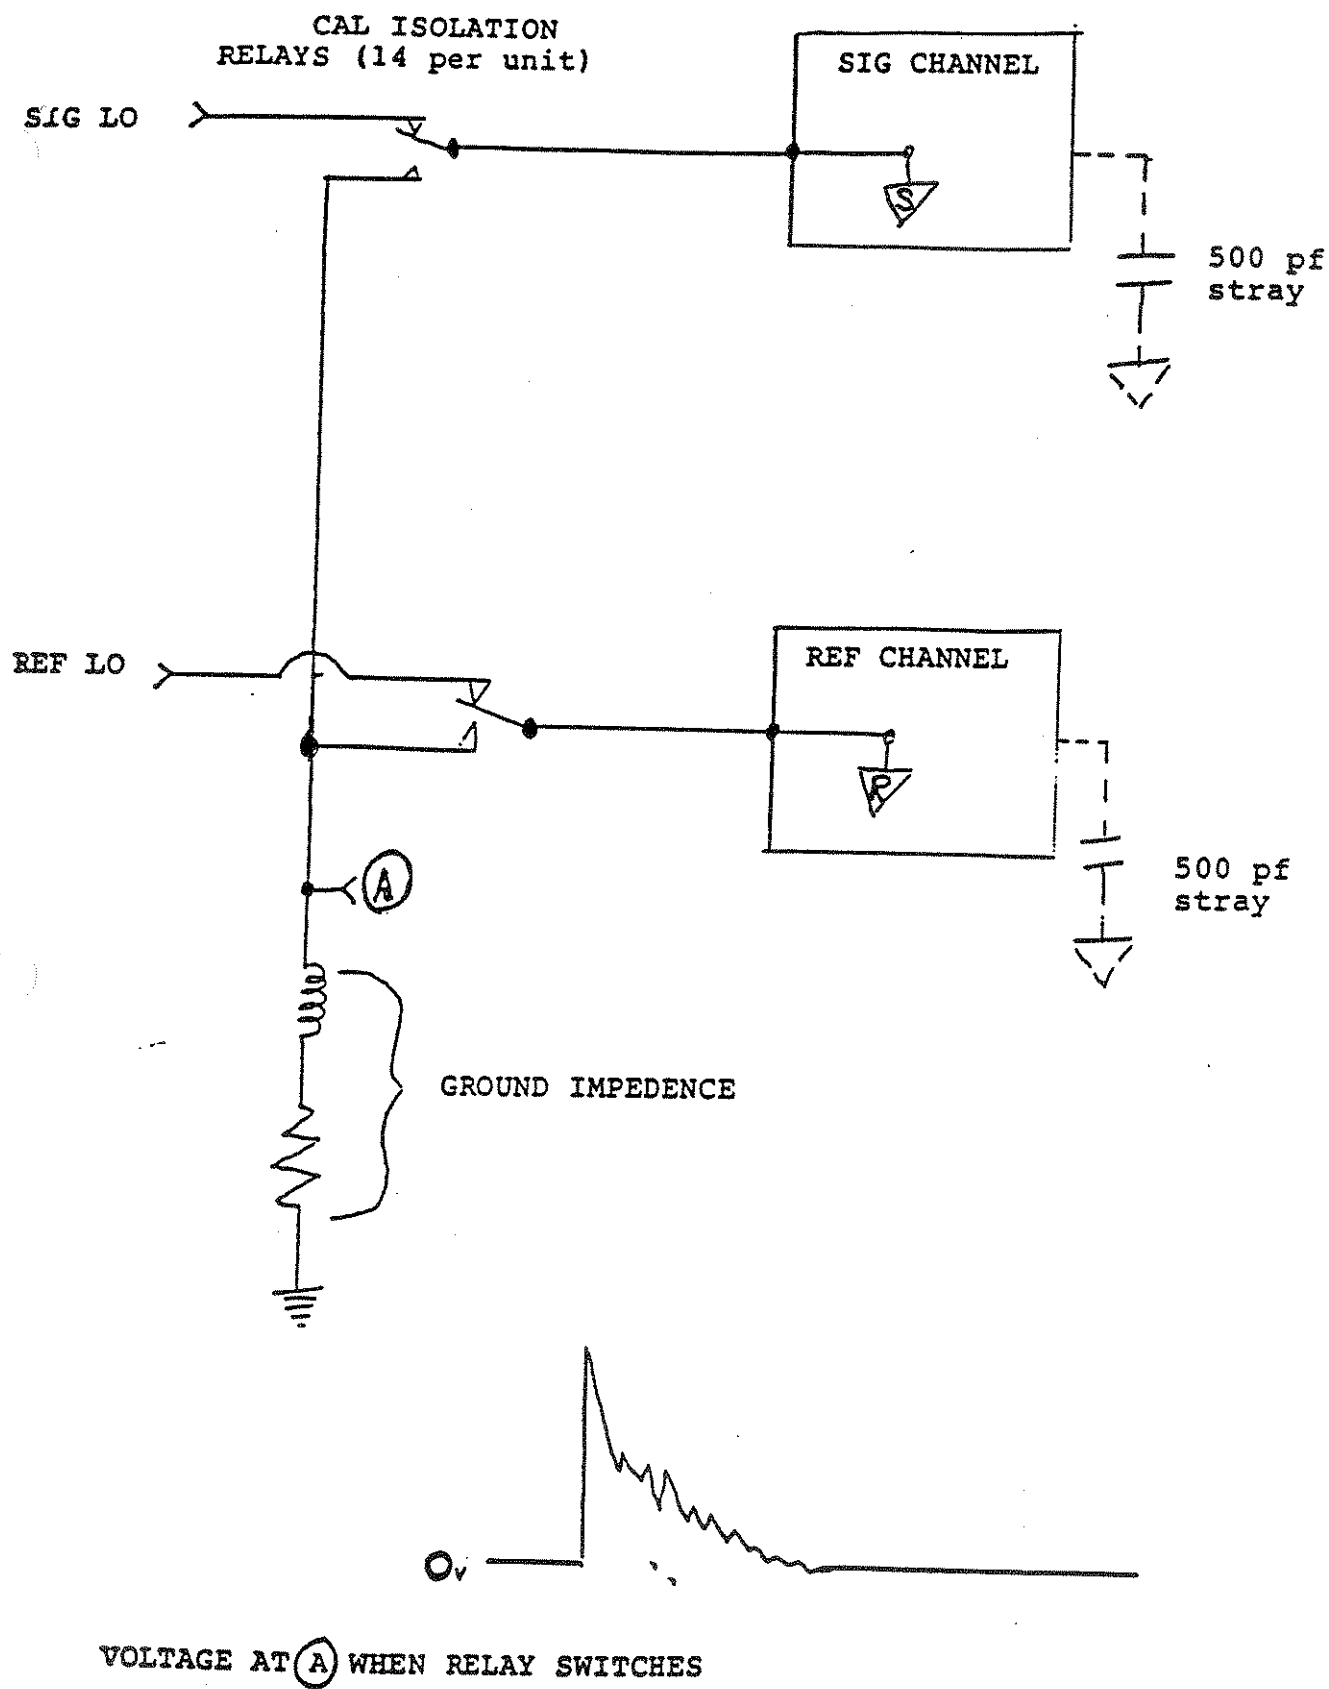 CAL ISOLATION
RELAYS (14 per unit)
SIG CHANNEL
SIG LO
S
500 pf
stray
REF LO
REF CHANNEL
R
A
500 pf
stray
GROUND IMPEDENCE
0v
VOLTAGE AT A WHEN RELAY SWITCHES